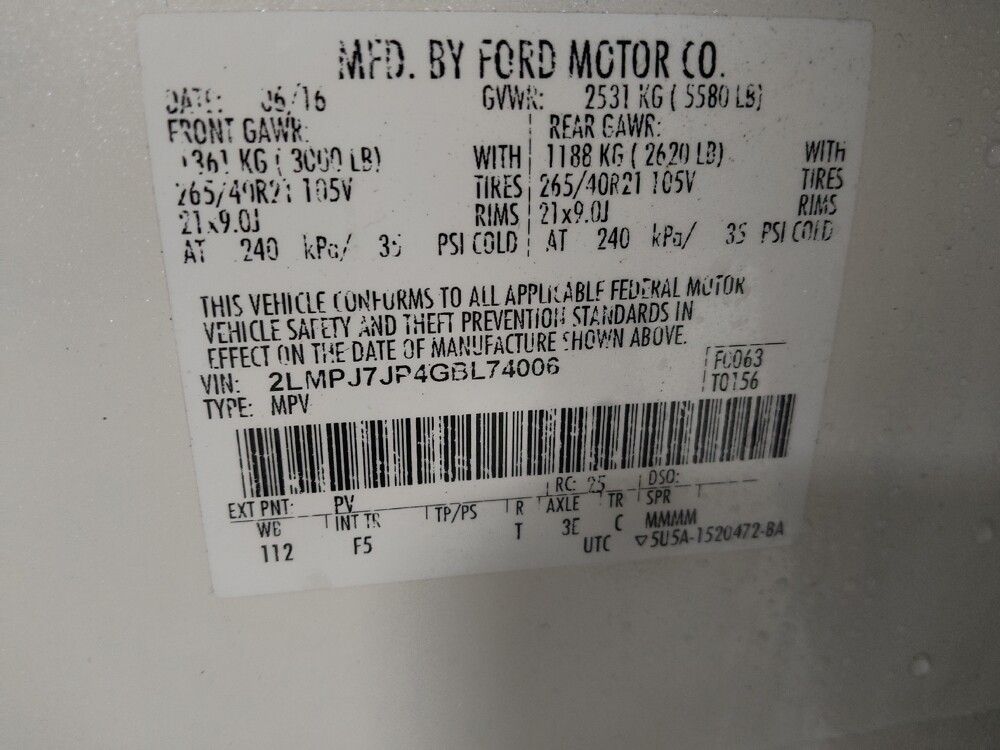 MFD. BY FORD MOTOR CO.
DATE: 06/16 GVWR: 2531 KG ( 5580 LB)
FRONT GAWR: REAR GAWR:
1361 KG ( 3000 LB) WITH 1188 KG ( 2620 LB) WITH
265/40R21 105V TIRES 265/40R21 105V TIRES
21x9.0J RIMS 21x9.0J RIMS
AT 240 kPa/ 35 PSI COLD AT 240 kPa/ 35 PSI COLD
THIS VEHICLE CONFORMS TO ALL APPLICABLE FEDERAL MOTOR
VEHICLE SAFETY AND THEFT PREVENTION STANDARDS IN
EFFECT ON THE DATE OF MANUFACTURE SHOWN ABOVE.
VIN: 2LMPJ7JP4GBL74006 F0063
TYPE: MPV T0156
EXT PNT: PV RC: 25 DSO:
WB INT TR TP/PS R AXLE TR SPR
112 F5 T 3E C MMMM
UTC ▽5U5A-1520472-BA